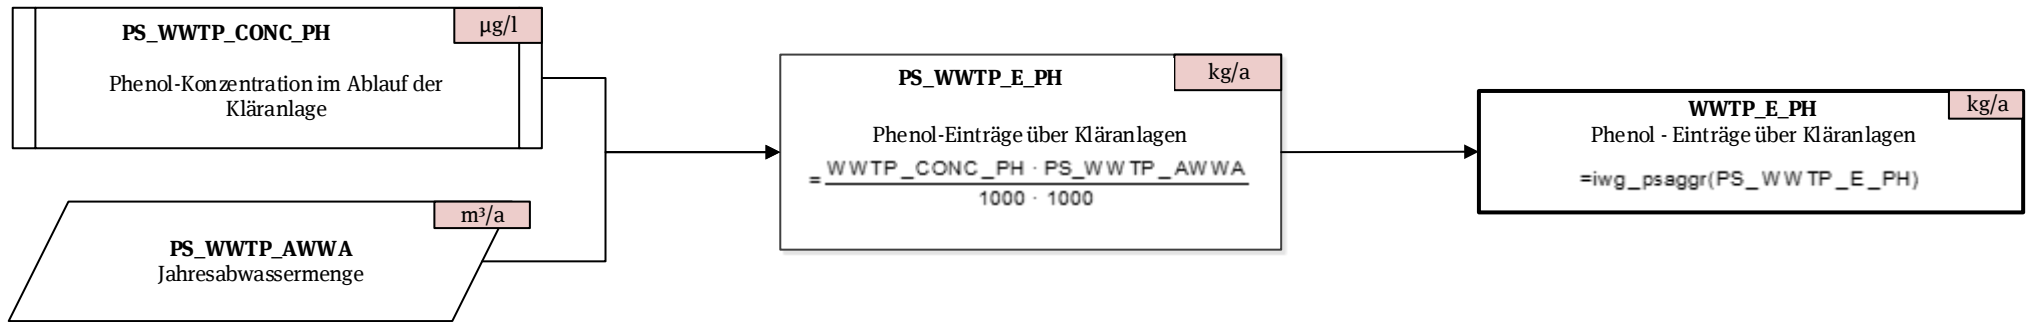 PS_WWTP_CONC_PH
µg/l
Phenol-Konzentration im Ablauf der
Kläranlage
PS_WWTP_AWWA
m³/a
Jahresabwassermenge
PS_WWTP_E_PH
kg/a
Phenol-Einträge über Kläranlagen
= WWTP_CONC_PH · PS_WWTP_AWWA
1000 · 1000
WWTP_E_PH
kg/a
Phenol - Einträge über Kläranlagen
=iwg_psaggr(PS_WWTP_E_PH)